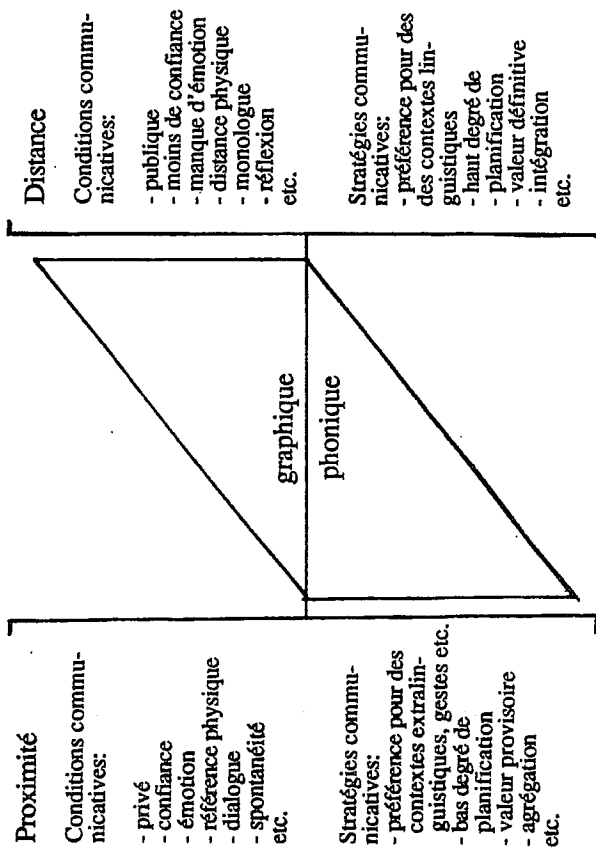 Proximité
Conditions commu-
nicatives:
- privé
- confiance
- émotion
- référence physique
- dialogue
- spontanéité
etc.
Stratégies commu-
nicatives:
- préférence pour des
contextes extralin-
guistiques, gestes etc.
- bas degré de
planification
- valeur provisoire
- agrégation
etc.
graphique
phonique
Distance
Conditions commu-
nicatives:
- publique
- moins de confiance
- manque d'émotion
- distance physique
- monologue
- réflexion
etc.
Stratégies commu-
nicatives:
- préférence pour des
des contextes lin-
guistiques
- haut degré de
- planification
- valeur définitive
- intégration
etc.